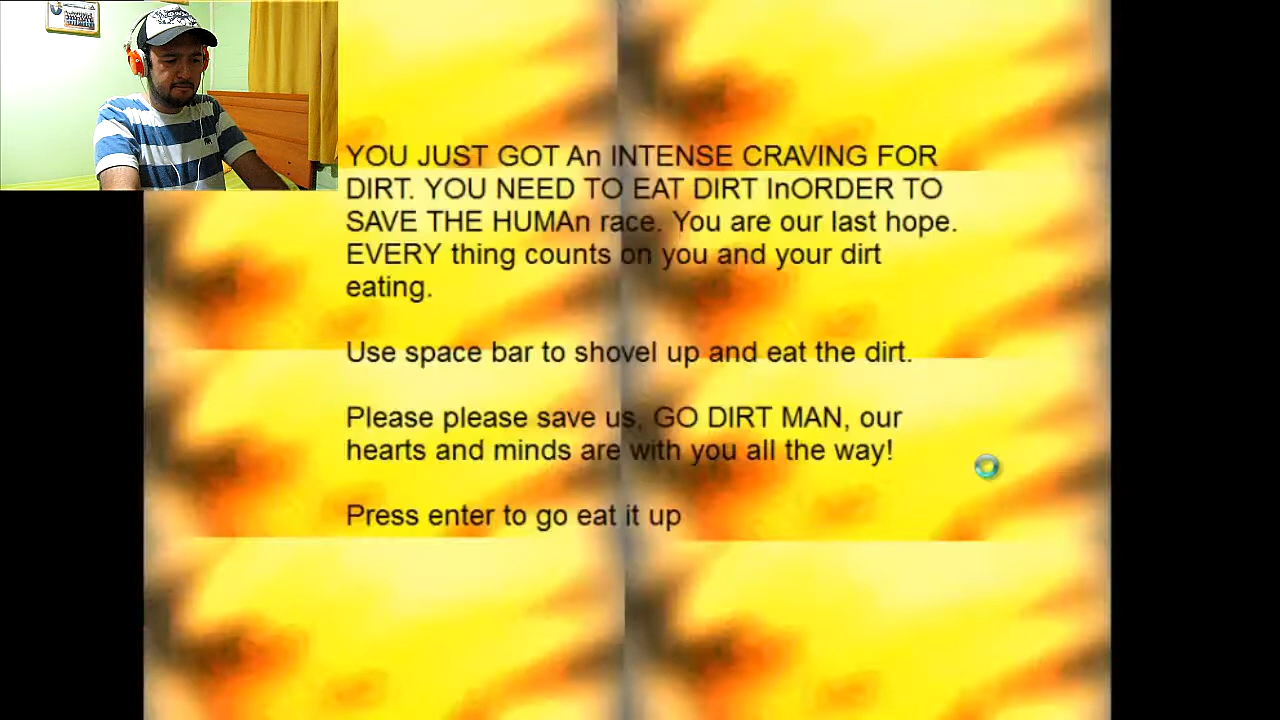 YOU JUST GOT An INTENSE CRAVING FOR
DIRT. YOU NEED TO EAT DIRT InORDER TO
SAVE THE HUMAn race. You are our last hope.
EVERY thing counts on you and your dirt
eating.
Use space bar to shovel up and eat the dirt.
Please please save us, GO DIRT MAN, our
hearts and minds are with you all the way!
Press enter to go eat it up